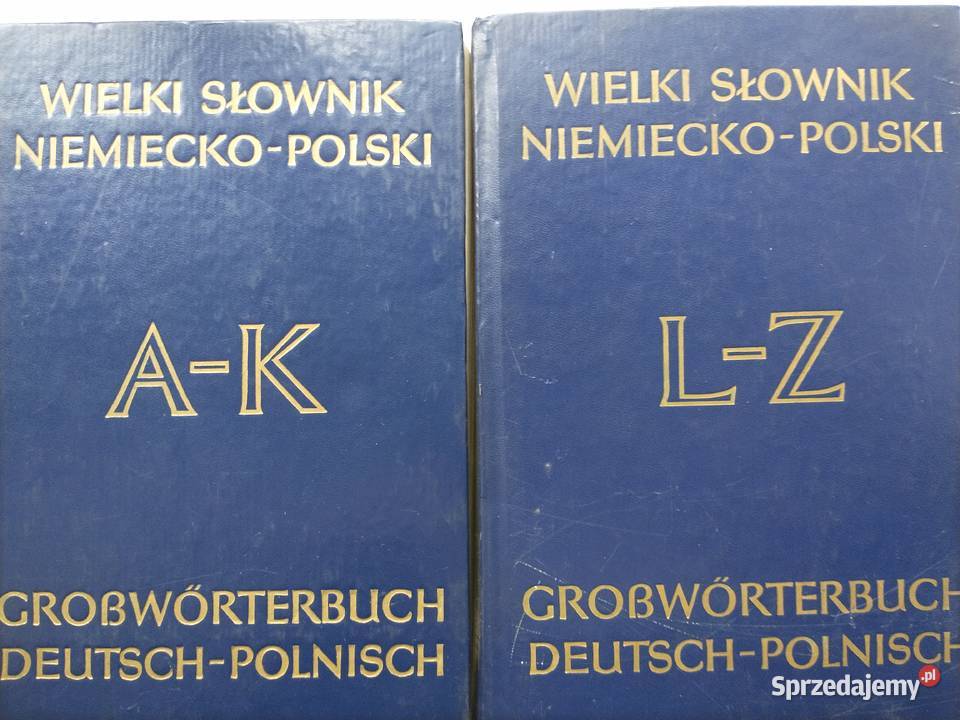 WIELKI SŁOWNIK
NIEMIECKO-POLSKI
A-K
GROßWÖRTERBUCH
DEUTSCH-POLNISCH
WIELKI SŁOWNIK
NIEMIECKO-POLSKI
L-Z
GROßWÖRTERBUCH
DEUTSCH-POLNISCH
Sprzedajemy.pl